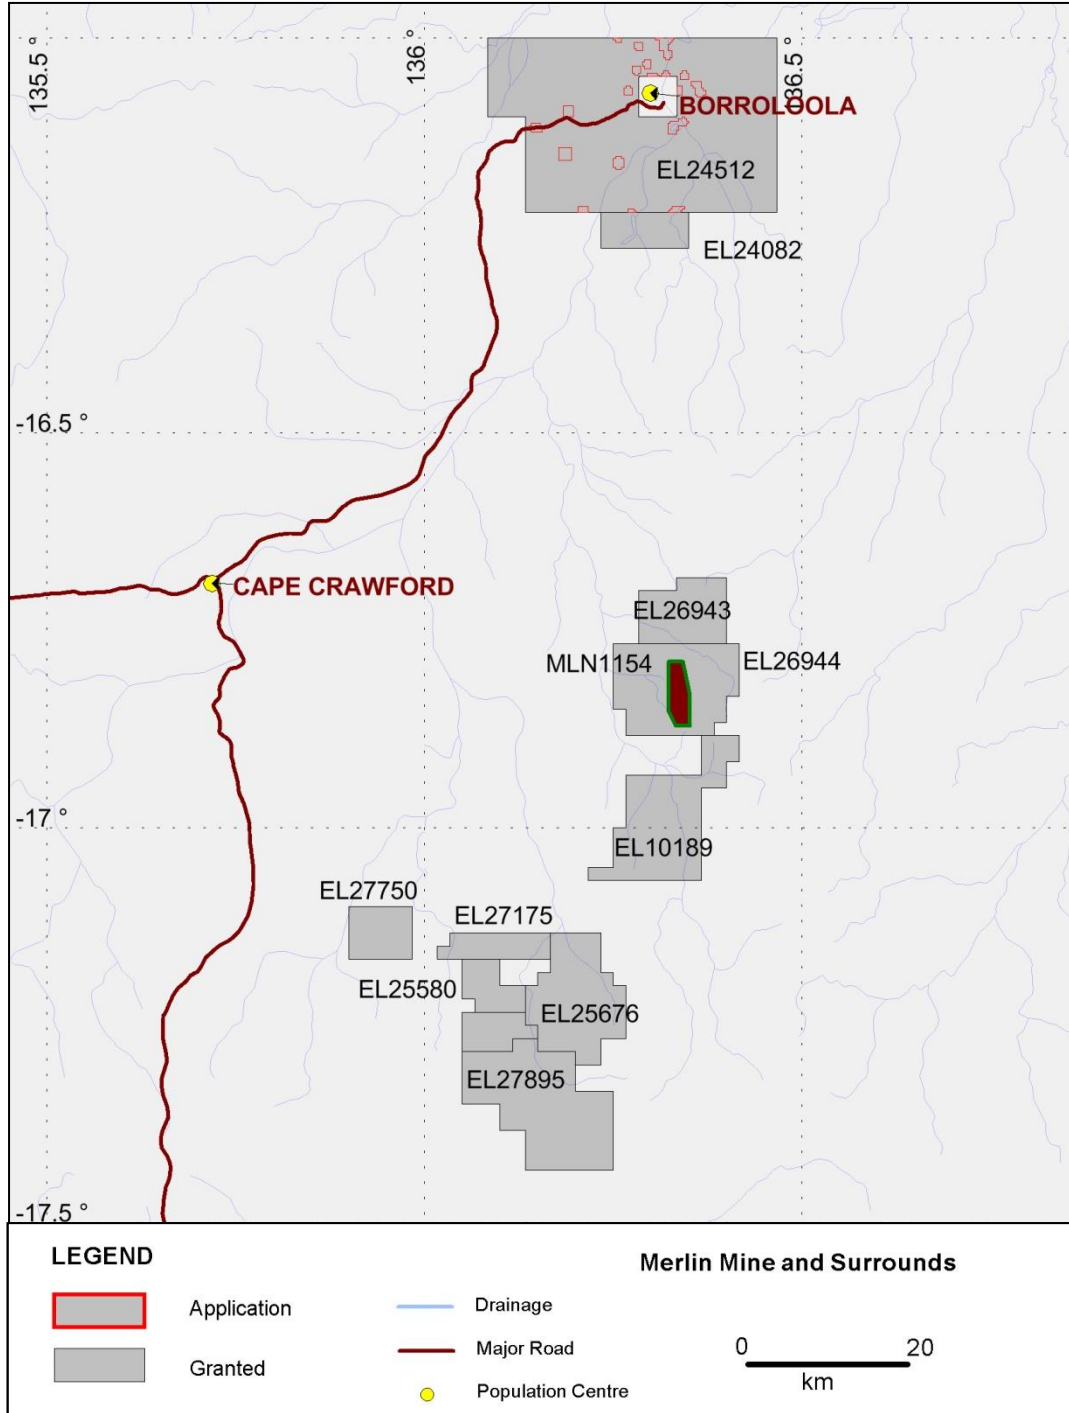 135.5 °
136 °
136.5 °
BORROLOOLA
EL24512
EL24082
-16.5 °
CAPE CRAWFORD
EL26943
MLN1154
EL26944
-17 °
EL10189
EL27750
EL27175
EL25580
EL25676
EL27895
-17.5 °
LEGEND
Merlin Mine and Surrounds
Application
Drainage
Granted
Major Road
Population Centre
0 20
km